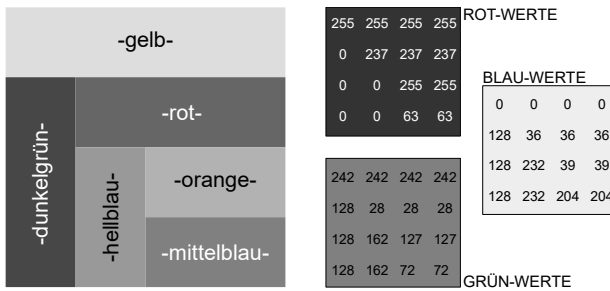 -gelb-
-rot-
-dunkelgrün-
-hellblau-
-orange-
-mittelblau-
ROT-WERTE
255 255 255 255
0 237 237 237
0 0 255 255
0 0 63 63
BLAU-WERTE
0 0 0 0
128 36 36 36
128 232 39 39
128 232 204 204
242 242 242 242
128 28 28 28
128 162 127 127
128 162 72 72
GRÜN-WERTE